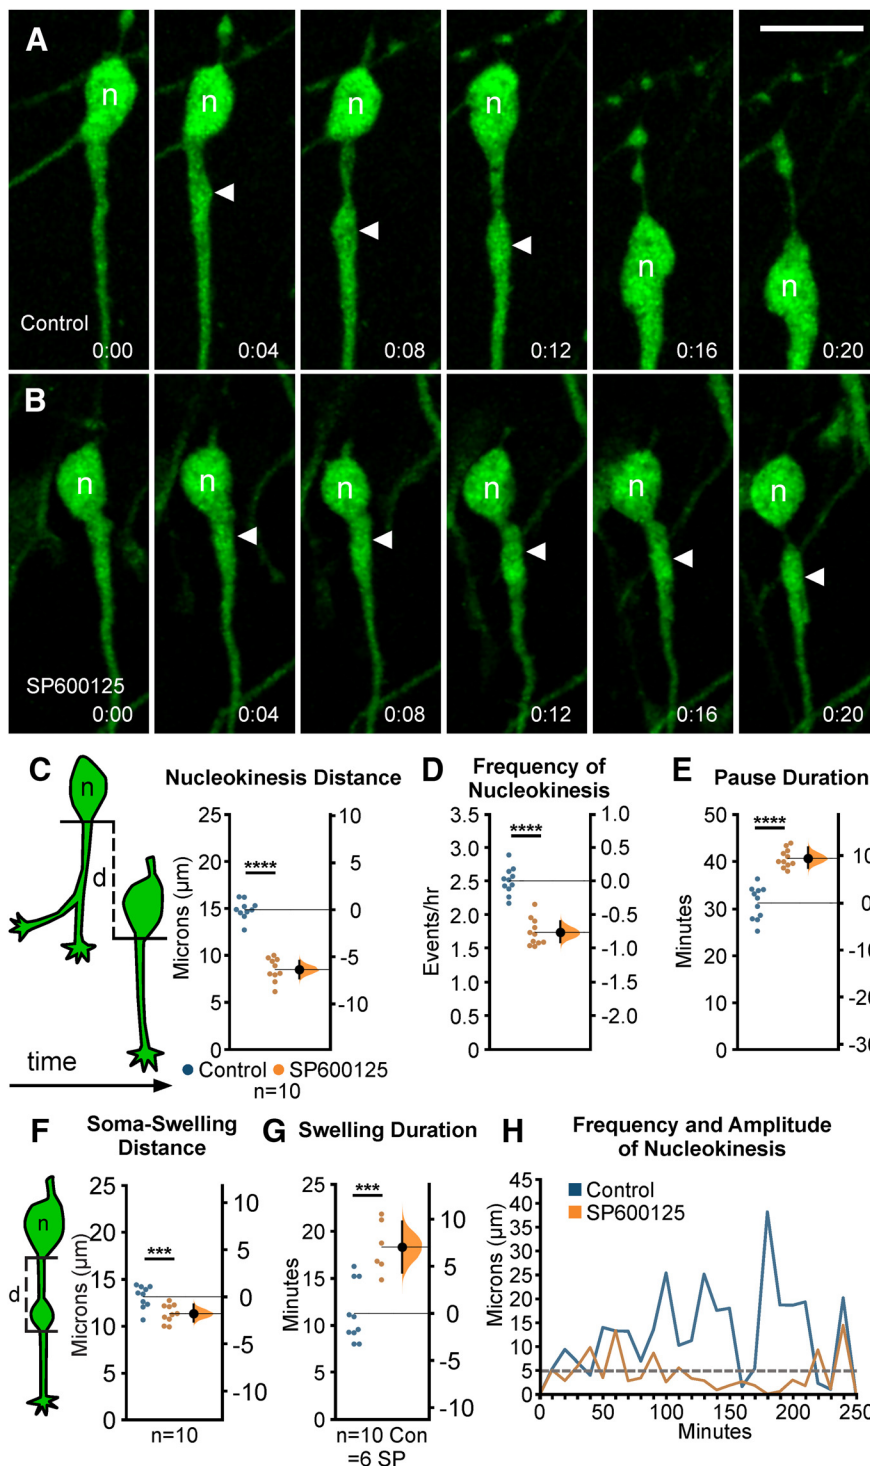 A
n n n n n n
Control
0:00 0:04 0:08 0:12 0:16 0:20
B
n n n n n n
SP600125
0:00 0:04 0:08 0:12 0:16 0:20
C
n
d
time
Nucleokinesis Distance
Microns (µm)
25
20
15
10
5
0
10
5
0
-5
-10
****
Control SP600125
n=10
D
Frequency of
Nucleokinesis
Events/hr
3.5
3.0
2.5
2.0
1.5
1.0
0.5
0
1.0
0.5
0.0
-0.5
-1.0
-1.5
-2.0
****
E
Pause Duration
Minutes
50
40
30
20
10
0
10
0
-10
-20
-30
****
F
n
d
Soma-Swelling
Distance
Microns (µm)
25
20
15
10
5
0
10
5
0
-5
-10
***
n=10
G
Swelling Duration
Minutes
25
20
15
10
5
0
10
5
0
-5
-10
***
n=10 Con
=6 SP
H
Frequency and Amplitude
of Nucleokinesis
Control
SP600125
Microns (µm)
45
40
35
30
25
20
15
10
5
0
0 50 100 150 200 250
Minutes